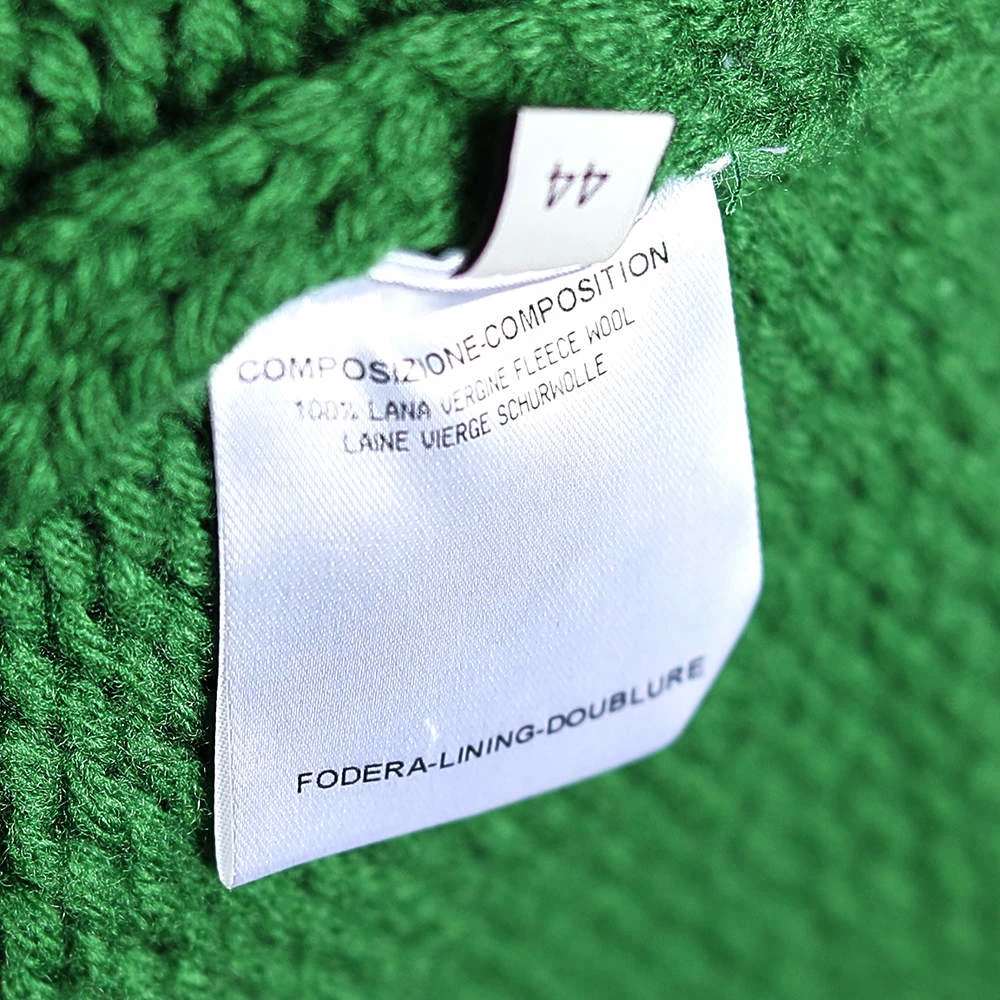 44
COMPOSIZIONE-COMPOSITION
100% LANA VERGINE FLEECE WOOL
LAINE VIERGE SCHURWOLLE
FODERA-LINING-DOUBLURE